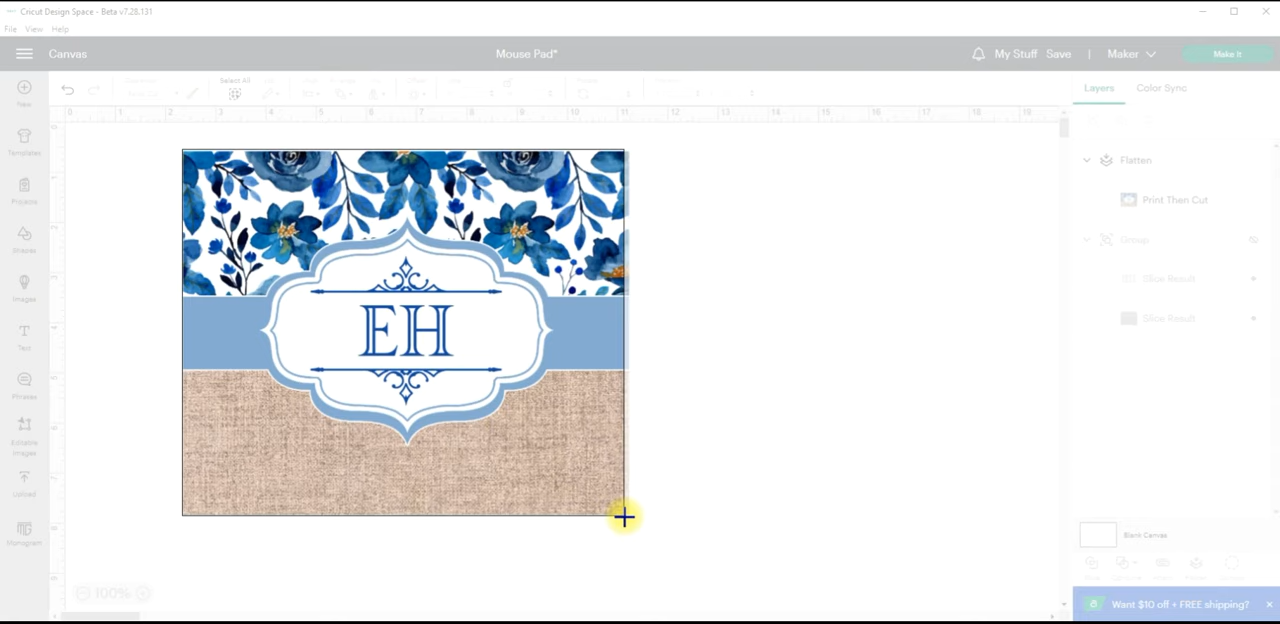 Cricut Design Space - Beta v7.28.131
File View Help
Canvas
Mouse Pad*
My Stuff Save | Maker
Make It
New
Templates
Projects
Shapes
Images
Text
Phrases
Editable
Images
Upload
Monogram
Select All
0 1 2 3 4 5 6 7 8 9 10 11 12 13 14 15 16 17 18 19
EH
100%
Layers Color Sync
Flatten
Print Then Cut
Group
Slice Result
Slice Result
Blank Canvas
Want $10 off + FREE shipping?